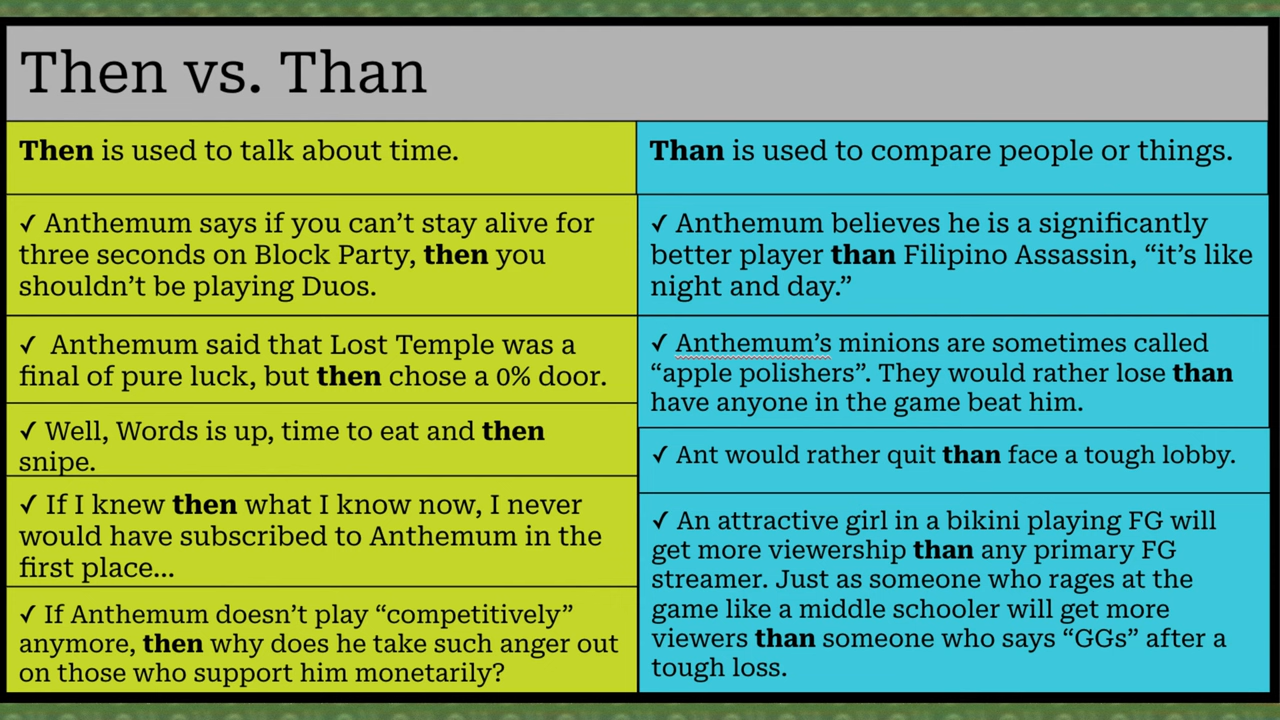 Then vs. Than
Then is used to talk about time.
✓ Anthemum says if you can’t stay alive for
three seconds on Block Party, then you
shouldn’t be playing Duos.
✓ Anthemum said that Lost Temple was a
final of pure luck, but then chose a 0% door.
✓ Well, Words is up, time to eat and then
snipe.
✓ If I knew then what I know now, I never
would have subscribed to Anthemum in the
first place...
✓ If Anthemum doesn’t play “competitively”
anymore, then why does he take such anger out
on those who support him monetarily?
Than is used to compare people or things.
✓ Anthemum believes he is a significantly
better player than Filipino Assassin, “it’s like
night and day.”
✓ Anthemum’s minions are sometimes called
“apple polishers”. They would rather lose than
have anyone in the game beat him.
✓ Ant would rather quit than face a tough lobby.
✓ An attractive girl in a bikini playing FG will
get more viewership than any primary FG
streamer. Just as someone who rages at the
game like a middle schooler will get more
viewers than someone who says “GGs” after a
tough loss.